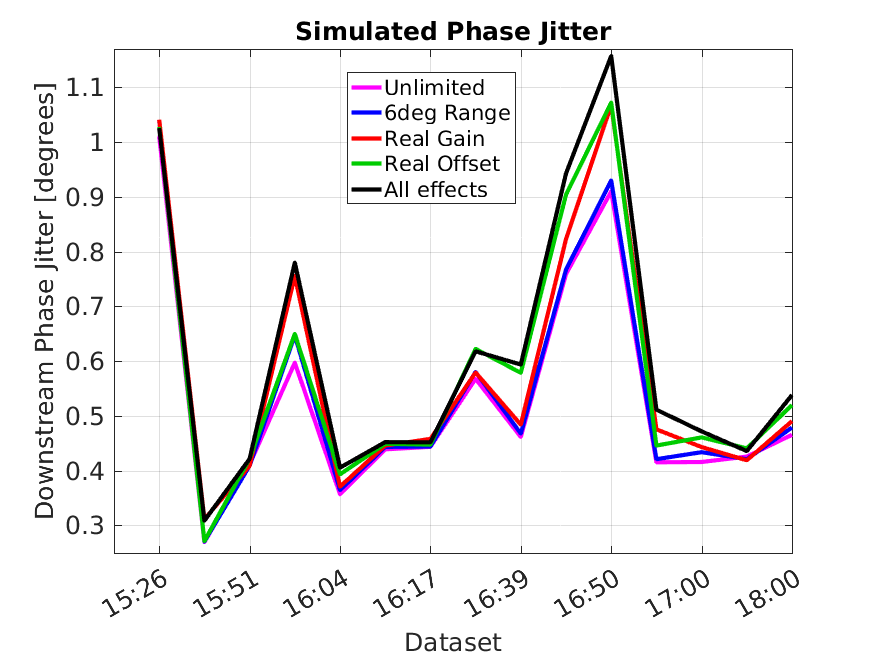 Simulated Phase Jitter
Downstream Phase Jitter [degrees]
1.1
1
0.9
0.8
0.7
0.6
0.5
0.4
0.3
Unlimited
6deg Range
Real Gain
Real Offset
All effects
15:26
15:51
16:04
16:17
16:39
16:50
17:00
18:00
Dataset